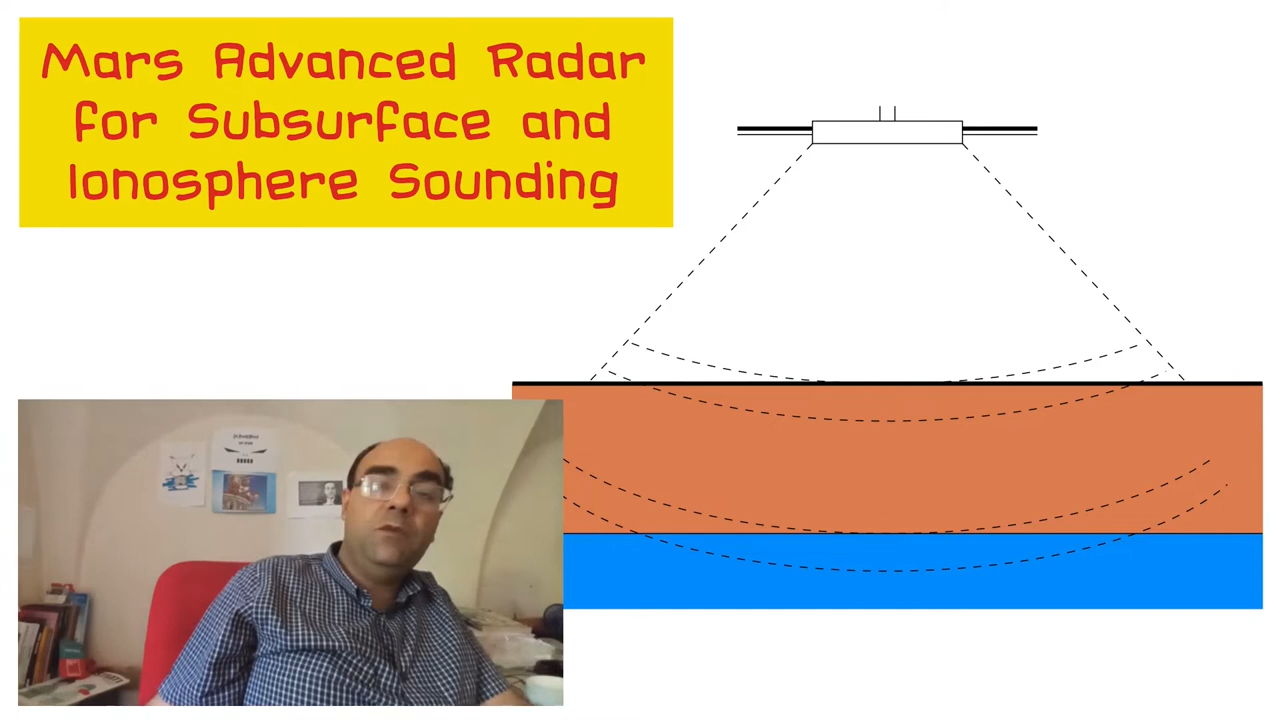 Mars Advanced Radar
for Subsurface and
Ionosphere Sounding